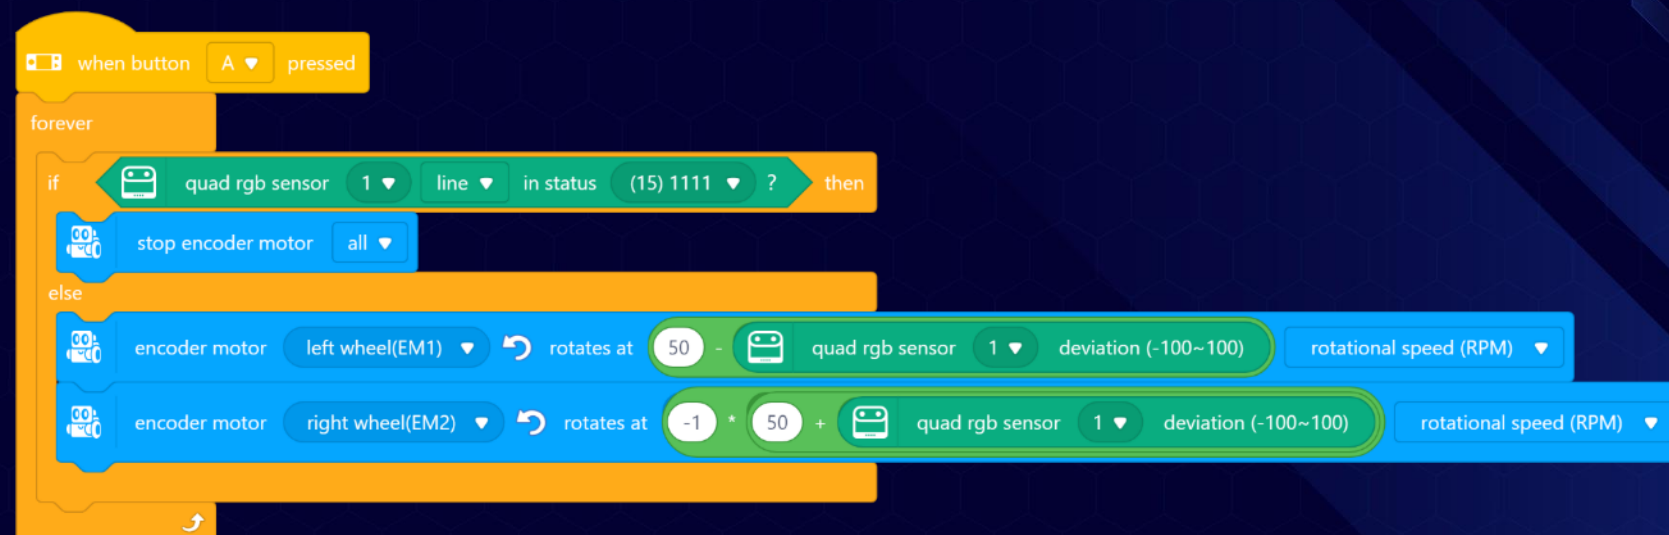 when button A pressed
forever
if quad rgb sensor 1 line in status (15) 1111 ? then
stop encoder motor all
else
encoder motor left wheel(EM1) rotates at 50 - quad rgb sensor 1 deviation (-100~100) rotational speed (RPM)
encoder motor right wheel(EM2) rotates at -1 * 50 + quad rgb sensor 1 deviation (-100~100) rotational speed (RPM)